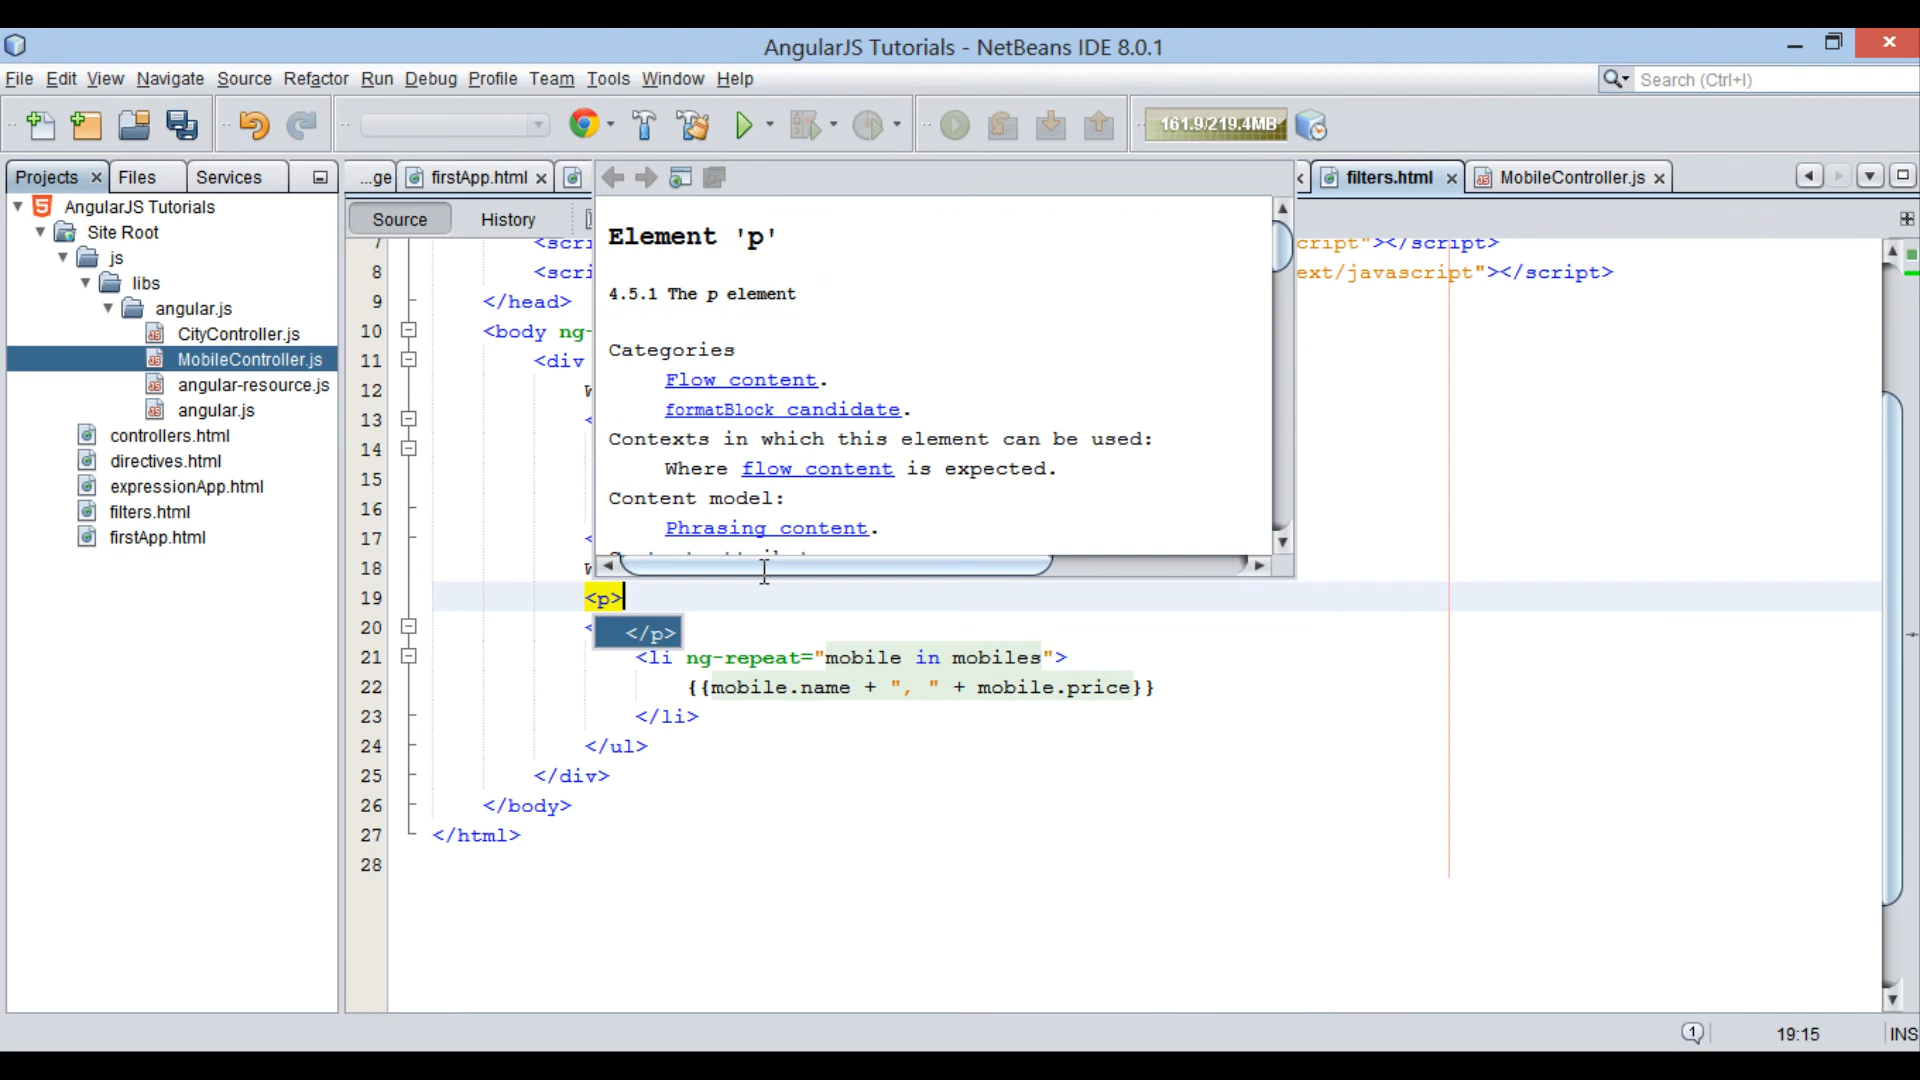 AngularJS Tutorials - NetBeans IDE 8.0.1
File Edit View Navigate Source Refactor Run Debug Profile Team Tools Window Help
Search (Ctrl+I)
161.9/219.4MB
Projects Files Services
...ge firstApp.html filters.html MobileController.js
Source History
AngularJS Tutorials
Site Root
js
libs
angular.js
CityController.js
MobileController.js
angular-resource.js
angular.js
controllers.html
directives.html
expressionApp.html
filters.html
firstApp.html
Element 'p'
4.5.1 The p element
Categories
Flow content.
formatBlock candidate.
Contexts in which this element can be used:
Where flow content is expected.
Content model:
Phrasing content.
7 <scri cript"></script>
8 <scri ext/javascript"></script>
9 </head>
10 <body ng-
11 <div
12
13 <
14
15
16
17 <
18
19 <p>
</p>
20 <
21 <li ng-repeat="mobile in mobiles">
22 {{mobile.name + ", " + mobile.price}}
23 </li>
24 </ul>
25 </div>
26 </body>
27 </html>
28
1 19:15 INS